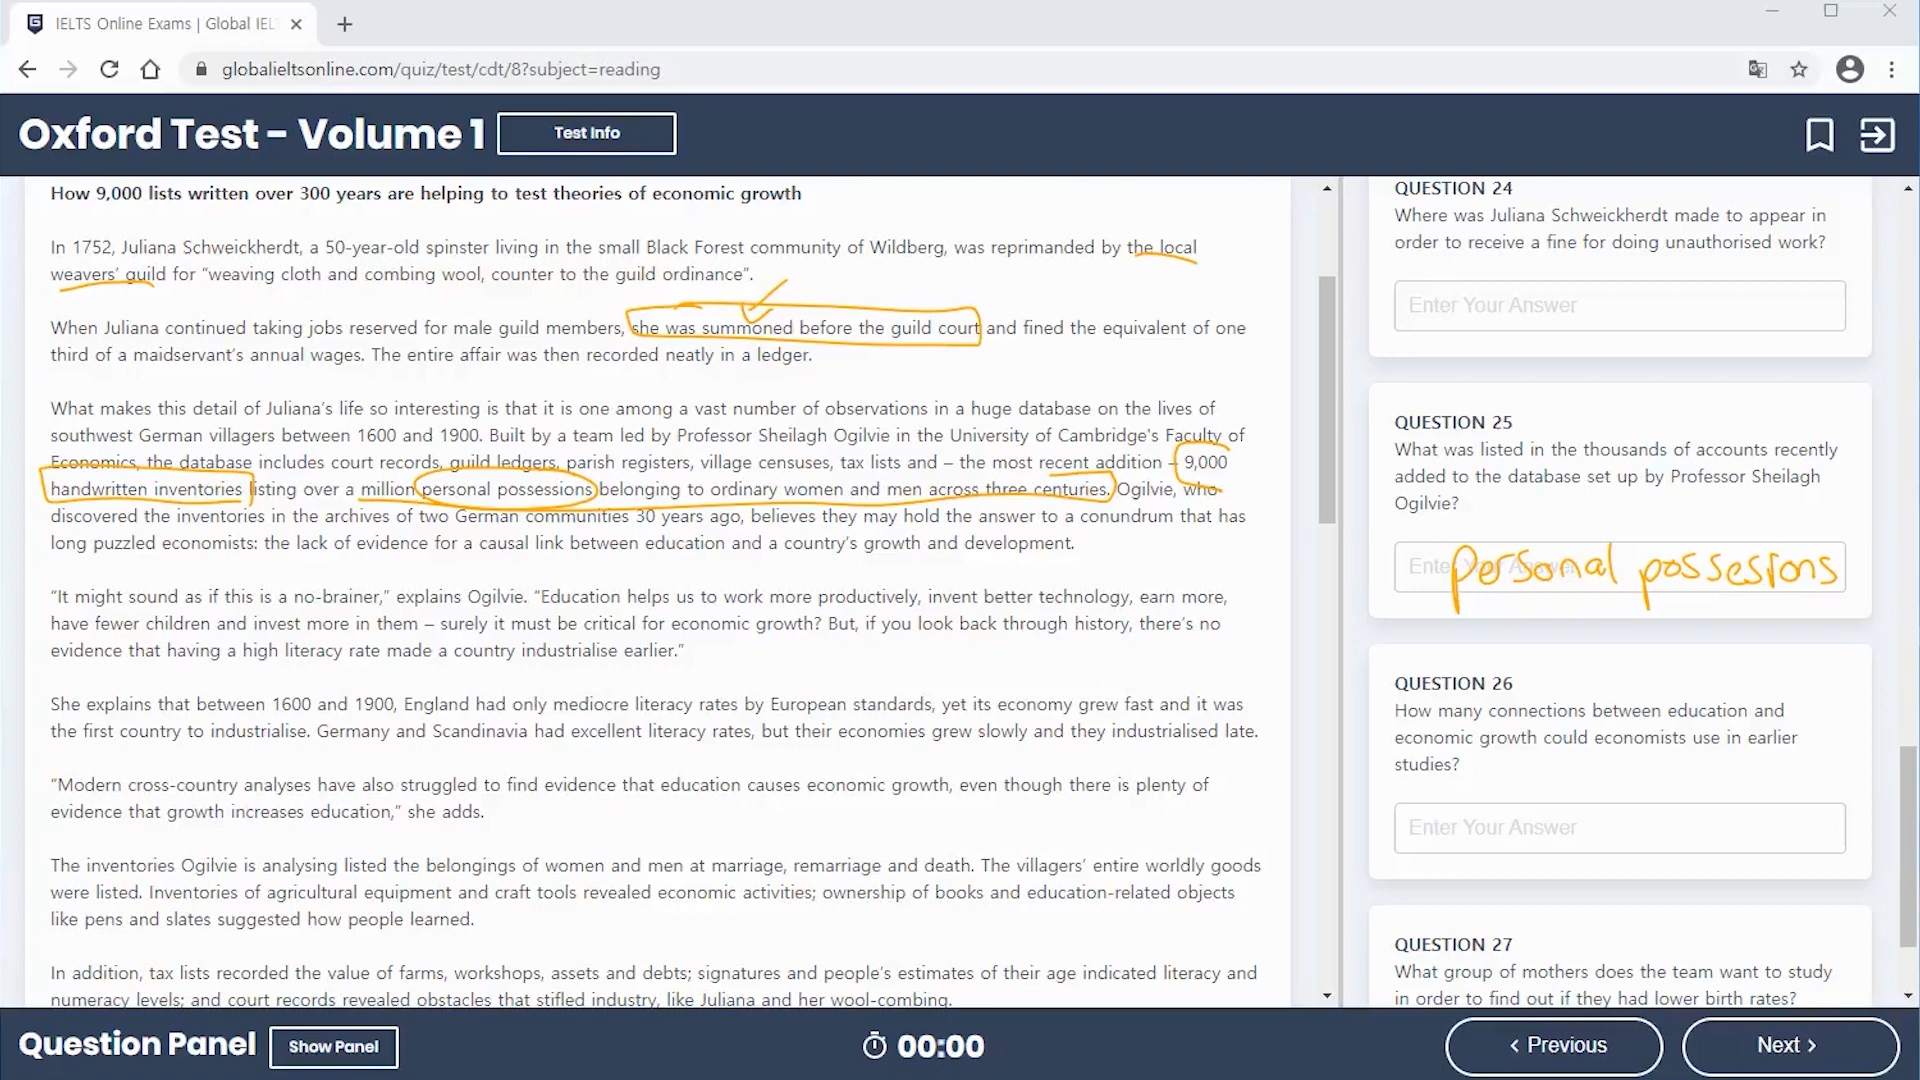 IELTS Online Exams | Global IEL
globalieltsonline.com/quiz/test/cdt/8?subject=reading
Oxford Test - Volume 1
Test Info
How 9,000 lists written over 300 years are helping to test theories of economic growth
In 1752, Juliana Schweickherdt, a 50-year-old spinster living in the small Black Forest community of Wildberg, was reprimanded by the local
weavers’ guild for “weaving cloth and combing wool, counter to the guild ordinance”.
When Juliana continued taking jobs reserved for male guild members, she was summoned before the guild court and fined the equivalent of one
third of a maidservant’s annual wages. The entire affair was then recorded neatly in a ledger.
What makes this detail of Juliana’s life so interesting is that it is one among a vast number of observations in a huge database on the lives of
southwest German villagers between 1600 and 1900. Built by a team led by Professor Sheilagh Ogilvie in the University of Cambridge's Faculty of
Economics, the database includes court records, guild ledgers, parish registers, village censuses, tax lists and – the most recent addition – 9,000
handwritten inventories listing over a million personal possessions belonging to ordinary women and men across three centuries. Ogilvie, who
discovered the inventories in the archives of two German communities 30 years ago, believes they may hold the answer to a conundrum that has
long puzzled economists: the lack of evidence for a causal link between education and a country’s growth and development.
“It might sound as if this is a no-brainer,” explains Ogilvie. “Education helps us to work more productively, invent better technology, earn more,
have fewer children and invest more in them – surely it must be critical for economic growth? But, if you look back through history, there’s no
evidence that having a high literacy rate made a country industrialise earlier.”
She explains that between 1600 and 1900, England had only mediocre literacy rates by European standards, yet its economy grew fast and it was
the first country to industrialise. Germany and Scandinavia had excellent literacy rates, but their economies grew slowly and they industrialised late.
“Modern cross-country analyses have also struggled to find evidence that education causes economic growth, even though there is plenty of
evidence that growth increases education,” she adds.
The inventories Ogilvie is analysing listed the belongings of women and men at marriage, remarriage and death. The villagers’ entire worldly goods
were listed. Inventories of agricultural equipment and craft tools revealed economic activities; ownership of books and education-related objects
like pens and slates suggested how people learned.
In addition, tax lists recorded the value of farms, workshops, assets and debts; signatures and people’s estimates of their age indicated literacy and
numeracy levels; and court records revealed obstacles that stifled industry, like Juliana and her wool-combing.
QUESTION 24
Where was Juliana Schweickherdt made to appear in
order to receive a fine for doing unauthorised work?
Enter Your Answer
QUESTION 25
What was listed in the thousands of accounts recently
added to the database set up by Professor Sheilagh
Ogilvie?
Enter Your Answer
personal possesions
QUESTION 26
How many connections between education and
economic growth could economists use in earlier
studies?
Enter Your Answer
QUESTION 27
What group of mothers does the team want to study
in order to find out if they had lower birth rates?
Question Panel
Show Panel
00:00
‹ Previous
Next ›